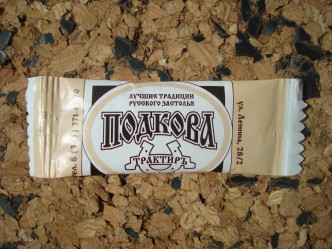 ЛУЧШИЕ ТРАДИЦИИ
РУССКОГО ЗАСТОЛЬЯ
ПОДКОВА
ТРАКТИРЪ
ул. Ленина, 28/2